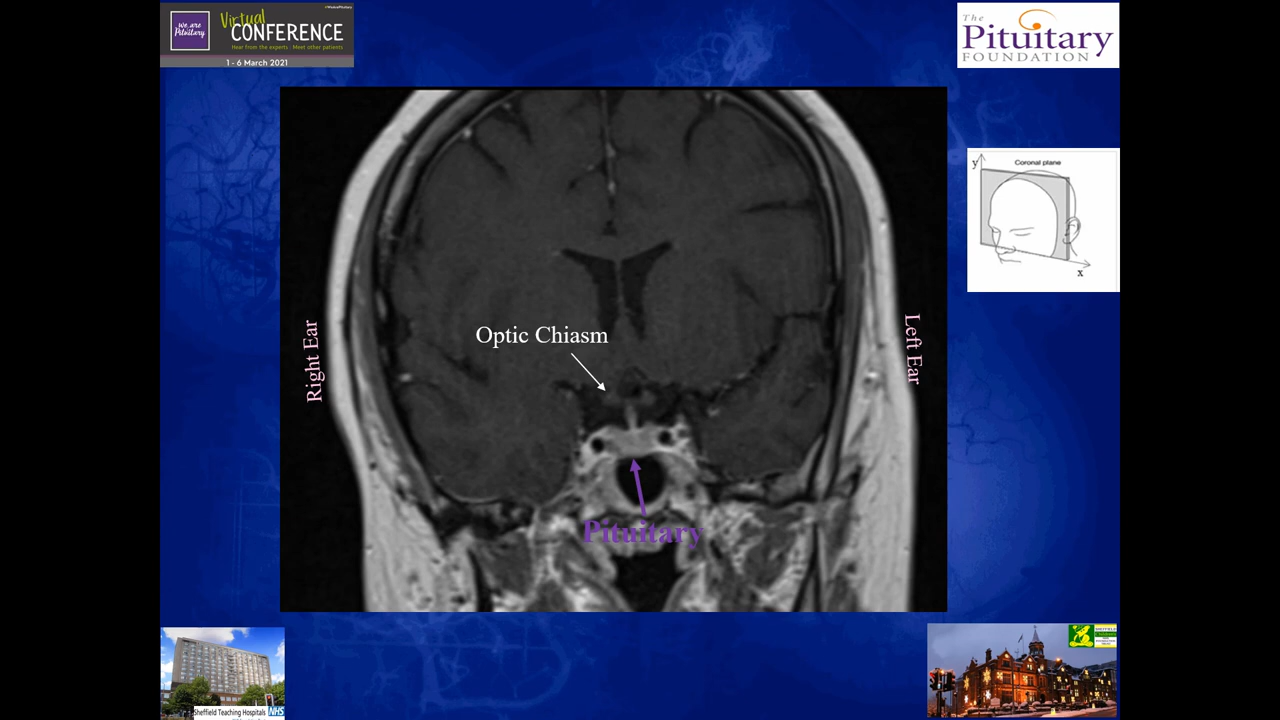 we are
Pituitary
Virtual
CONFERENCE
Hear from the experts . Meet other patients
1 - 6 March 2021
The
Pituitary
FOUNDATION
Coronal plane
y
x
Optic Chiasm
Right Ear
Left Ear
Pituitary
Sheffield Teaching Hospitals NHS